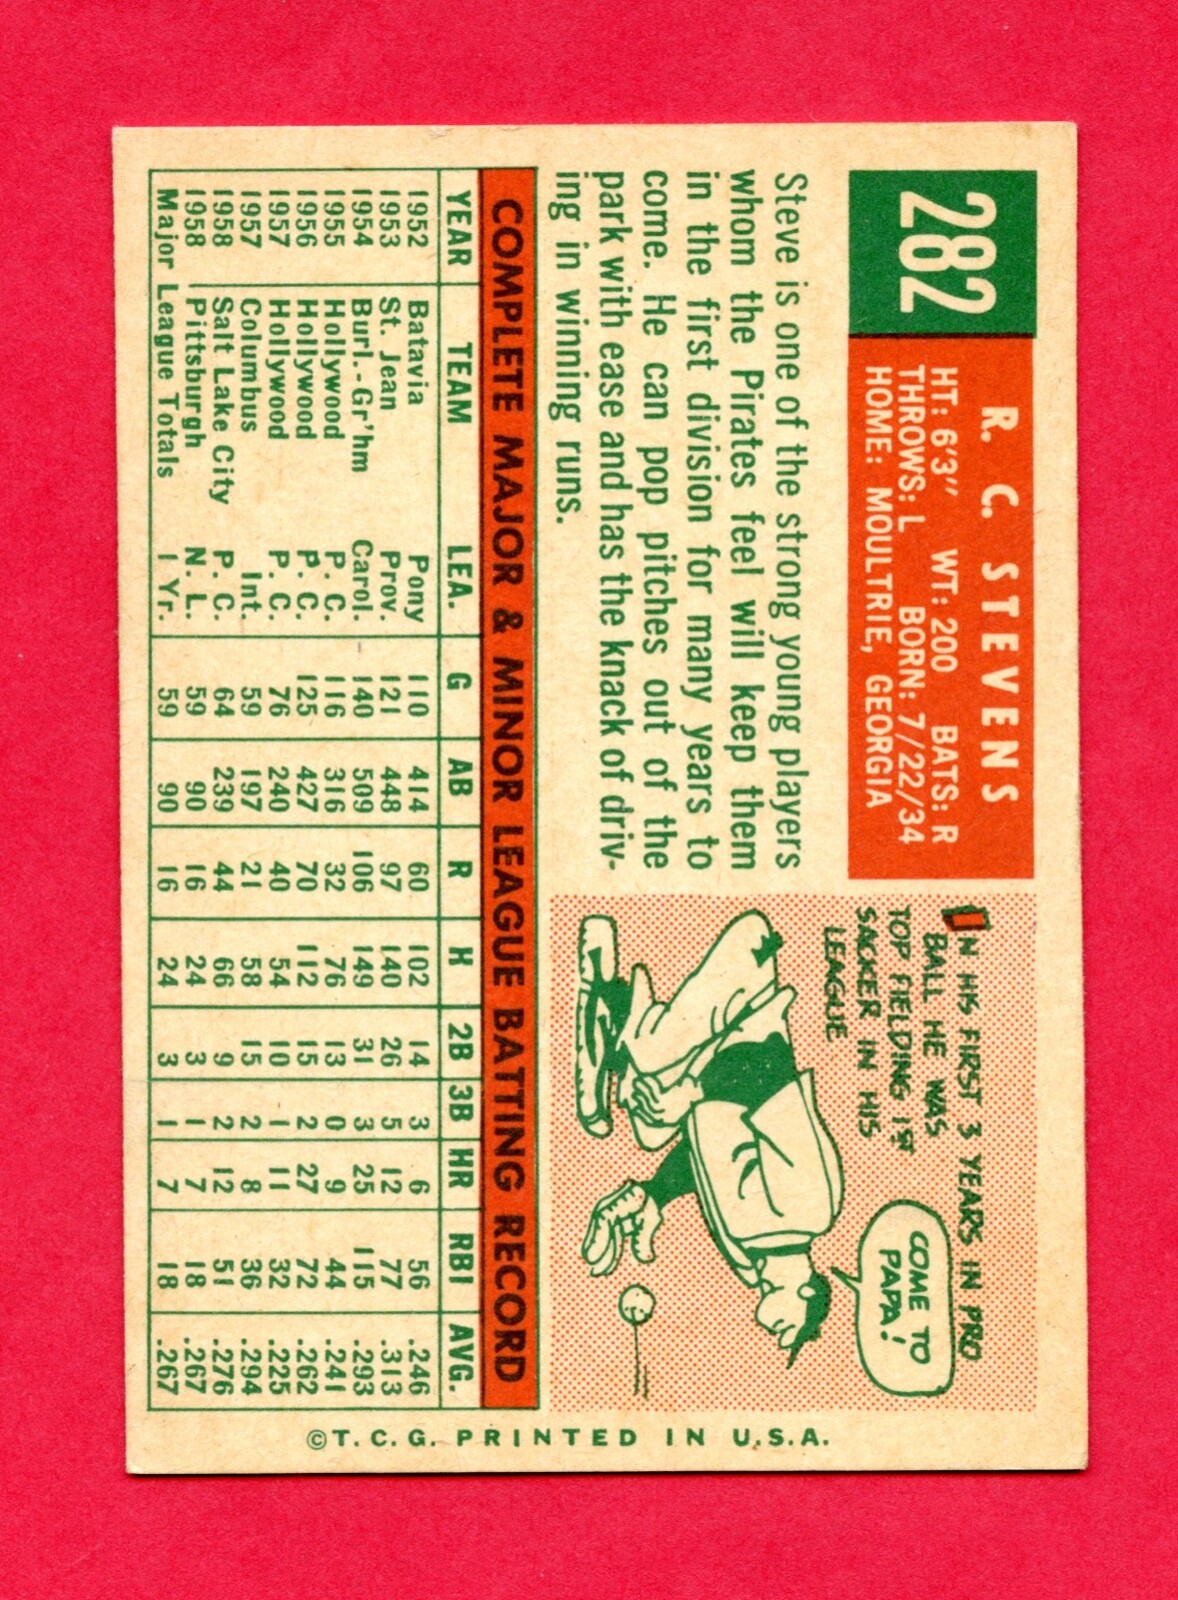 282
R. C. STEVENS
HT: 6'3" WT: 200 BATS: R
THROWS: L BORN: 7/22/34
HOME: MOULTRIE, GEORGIA
Steve is one of the strong young players
whom the Pirates feel will keep them
in the first division for many years to
come. He can pop pitches out of the
park with ease and has the knack of driv-
ing in winning runs.
IN HIS FIRST 3 YEARS IN PRO
BALL HE WAS
TOP FIELDING 1ST
SACKER IN HIS
LEAGUE
COME TO
PAPA!
COMPLETE MAJOR & MINOR LEAGUE BATTING RECORD
YEAR TEAM LEA. G AB R H 2B 3B HR RBI AVG.
1952 Batavia Pony 110 414 60 102 14 3 6 56 .246
1953 St. Jean Prov. 121 448 97 140 26 5 12 77 .313
1954 Burl.-Gr'hm Carol. 140 509 106 149 31 3 25 115 .293
1955 Hollywood P. C. 116 316 32 76 13 0 9 44 .241
1956 Hollywood P. C. 125 427 70 112 15 2 27 72 .262
1957 Hollywood P. C. 76 240 40 54 10 1 11 32 .225
1957 Columbus Int. 59 197 21 58 15 2 8 36 .294
1958 Salt Lake City P. C. 64 239 44 66 9 2 12 51 .276
1958 Pittsburgh N. L. 59 90 16 24 3 1 7 18 .267
Major League Totals 1 Yr. 59 90 16 24 3 1 7 18 .267
©T. C. G. PRINTED IN U.S.A.